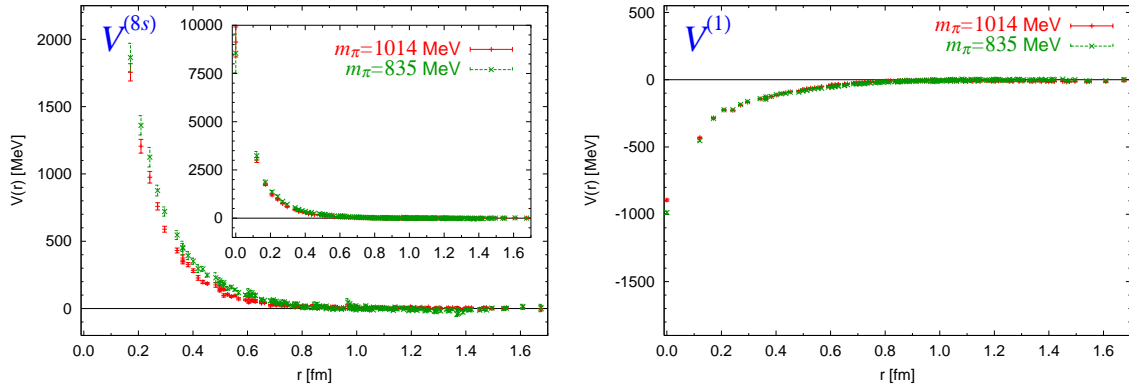 V^(8s)
m_π=1014 MeV
m_π=835 MeV
V(r) [MeV]
2000
1500
1000
500
0
0.0 0.2 0.4 0.6 0.8 1.0 1.2 1.4 1.6
r [fm]
10000
7500
5000
2500
0
0.0 0.2 0.4 0.6 0.8 1.0 1.2 1.4 1.6
V^(1)
m_π=1014 MeV
m_π=835 MeV
V(r) [MeV]
500
0
-500
-1000
-1500
0.0 0.2 0.4 0.6 0.8 1.0 1.2 1.4 1.6
r [fm]